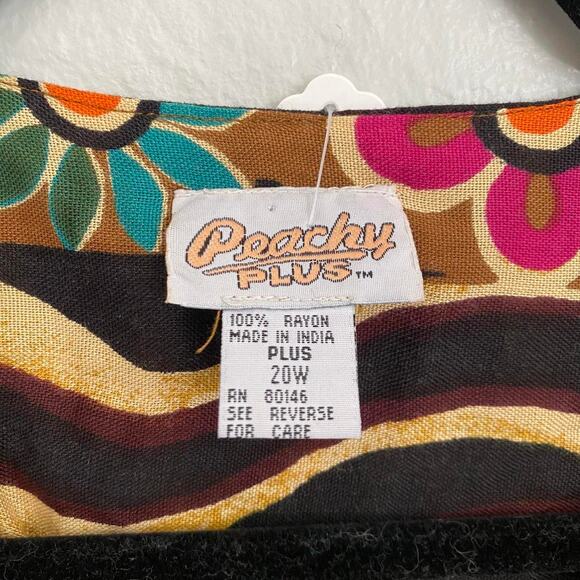 Peachy
PLUS™
100% RAYON
MADE IN INDIA
PLUS
20W
RN 80146
SEE REVERSE
FOR CARE